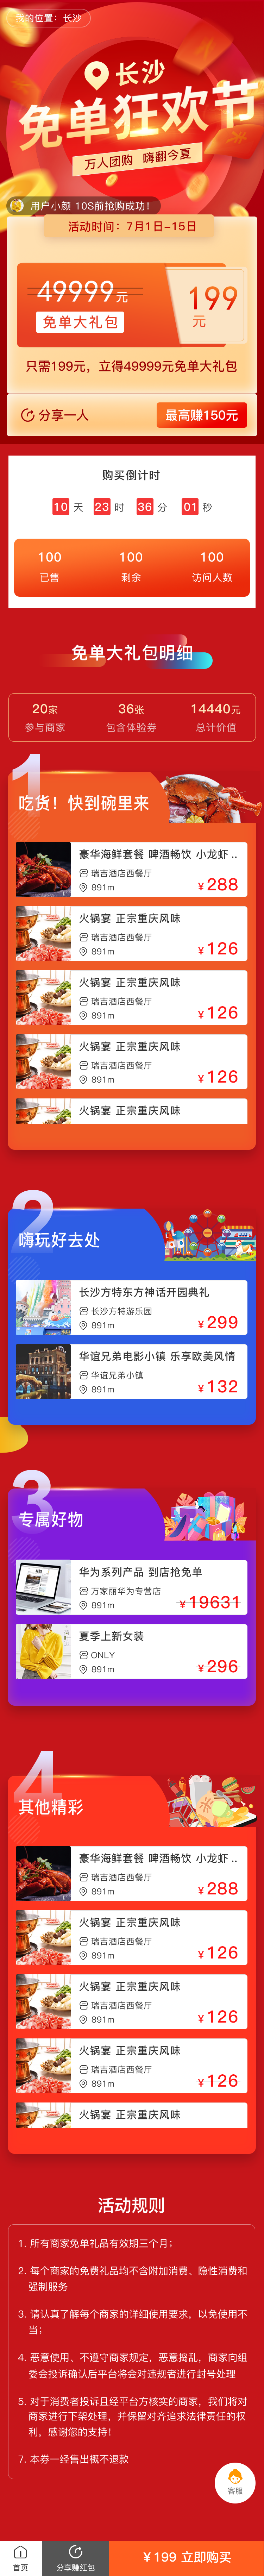 我的位置：长沙
长沙
免单狂欢节
万人团购 嗨翻今夏
用户小颜 10S前抢购成功！
活动时间：7月1日-15日
49999元
199元
免单大礼包
只需199元，立得49999元免单大礼包
分享一人
最高赚150元
购买倒计时
10 天 23 时 36 分 01 秒
100 100 100
已售 剩余 访问人数
免单大礼包明细
20家 36张 14440元
参与商家 包含体验券 总计价值
1
吃货！快到碗里来
豪华海鲜套餐 啤酒畅饮 小龙虾 ..
瑞吉酒店西餐厅
891m
￥288
火锅宴 正宗重庆风味
瑞吉酒店西餐厅
891m
￥126
火锅宴 正宗重庆风味
瑞吉酒店西餐厅
891m
￥126
火锅宴 正宗重庆风味
瑞吉酒店西餐厅
891m
￥126
火锅宴 正宗重庆风味
2
嗨玩好去处
长沙方特东方神话开园典礼
长沙方特游乐园
891m
￥299
华谊兄弟电影小镇 乐享欧美风情
华谊兄弟小镇
891m
￥132
3
专属好物
华为系列产品 到店抢免单
万家丽华为专营店
891m
￥19631
夏季上新女装
ONLY
891m
￥296
4
其他精彩
豪华海鲜套餐 啤酒畅饮 小龙虾 ..
瑞吉酒店西餐厅
891m
￥288
火锅宴 正宗重庆风味
瑞吉酒店西餐厅
891m
￥126
火锅宴 正宗重庆风味
瑞吉酒店西餐厅
891m
￥126
火锅宴 正宗重庆风味
瑞吉酒店西餐厅
891m
￥126
火锅宴 正宗重庆风味
活动规则
1. 所有商家免单礼品有效期三个月；
2. 每个商家的免费礼品均不含附加消费、隐性消费和
强制服务
3. 请认真了解每个商家的详细使用要求，以免使用不
当；
4. 恶意使用、不遵守商家规定，恶意捣乱，商家向组
委会投诉确认后平台将会对违规者进行封号处理
5. 对于消费者投诉且经平台方核实的商家，我们将对
商家进行下架处理，并保留对齐追求法律责任的权
利，感谢您的支持！
7. 本券一经售出概不退款
客服
首页
分享赚红包
￥199 立即购买